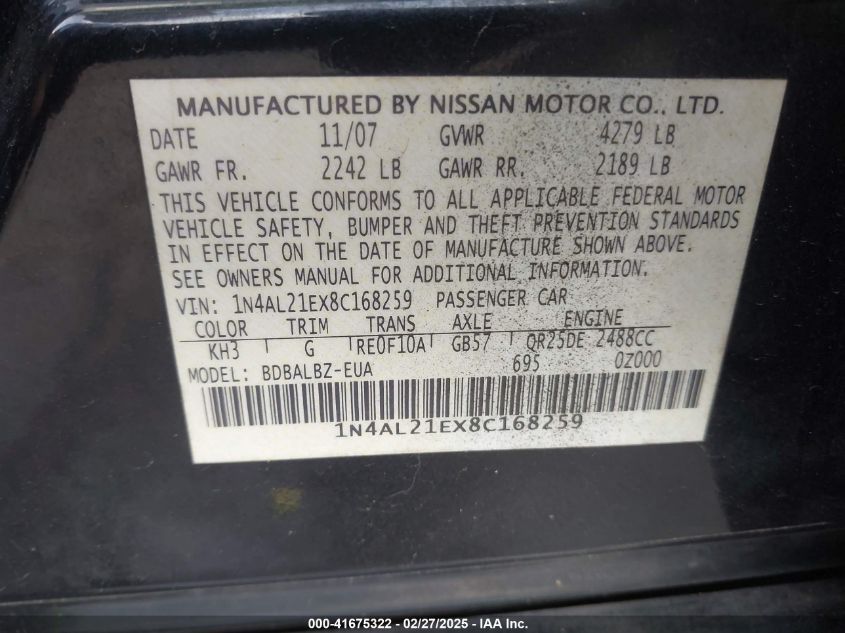 MANUFACTURED BY NISSAN MOTOR CO., LTD.
DATE 11/07 GVWR 4279 LB
GAWR FR. 2242 LB GAWR RR. 2189 LB
THIS VEHICLE CONFORMS TO ALL APPLICABLE FEDERAL MOTOR
VEHICLE SAFETY, BUMPER AND THEFT PREVENTION STANDARDS
IN EFFECT ON THE DATE OF MANUFACTURE SHOWN ABOVE.
SEE OWNERS MANUAL FOR ADDITIONAL INFORMATION.
VIN: 1N4AL21EX8C168259 PASSENGER CAR
COLOR TRIM TRANS AXLE ENGINE
KH3 G RE0F10A GB57 QR25DE 2488CC
MODEL: BDBALBZ-EUA 695 0Z000
1N4AL21EX8C168259
000-41675322 - 02/27/2025 - IAA Inc.